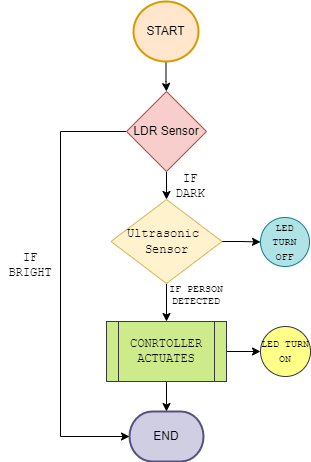 START
LDR Sensor
IF
DARK
Ultrasonic
Sensor
LED
TURN
OFF
IF
BRIGHT
IF PERSON
DETECTED
CONRTOLLER
ACTUATES
LED TURN
ON
END